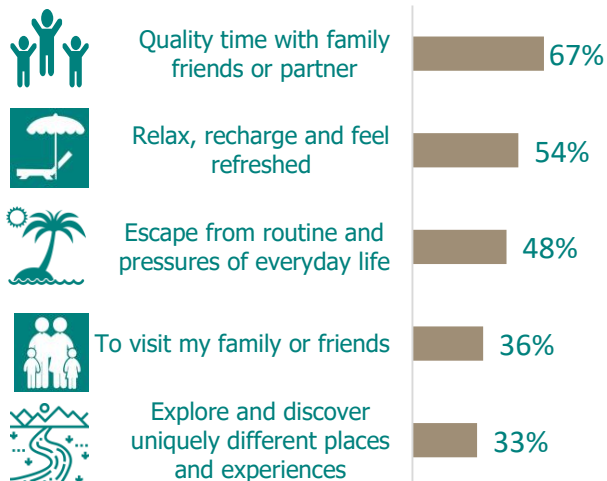 Quality time with family
friends or partner
67%
Relax, recharge and feel
refreshed
54%
Escape from routine and
pressures of everyday life
48%
To visit my family or friends
36%
Explore and discover
uniquely different places
and experiences
33%